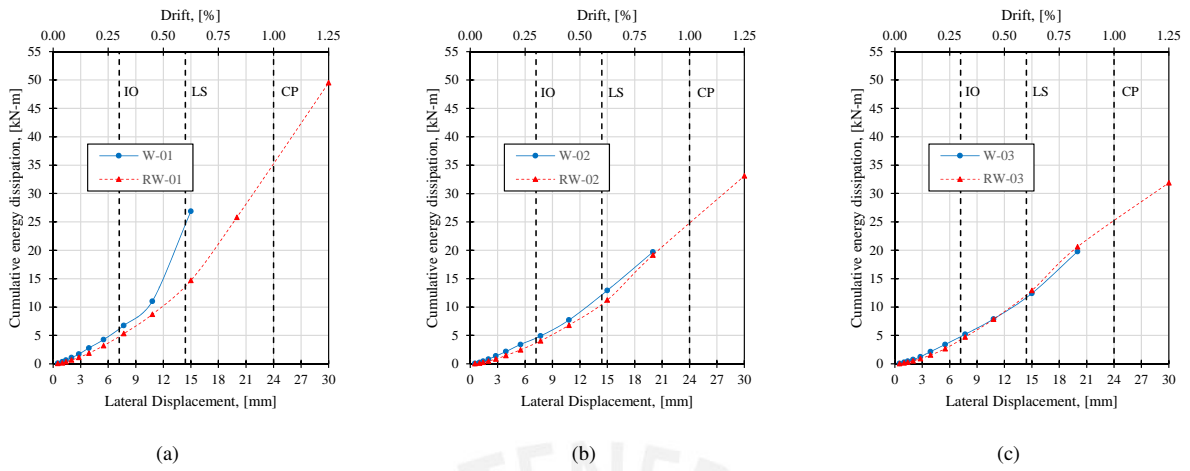 Drift, [%]
0.00 0.25 0.50 0.75 1.00 1.25
55
50
45
40
35
30
25
20
15
10
5
0
Cumulative energy dissipation, [kN-m]
IO
LS
CP
W-01
RW-01
0 3 6 9 12 15 18 21 24 27 30
Lateral Displacement, [mm]
(a)
Drift, [%]
0.00 0.25 0.50 0.75 1.00 1.25
55
50
45
40
35
30
25
20
15
10
5
0
Cumulative energy dissipation, [kN-m]
IO
LS
CP
W-02
RW-02
0 3 6 9 12 15 18 21 24 27 30
Lateral Displacement, [mm]
(b)
Drift, [%]
0.00 0.25 0.50 0.75 1.00 1.25
55
50
45
40
35
30
25
20
15
10
5
0
Cumulative energy dissipation, [kN-m]
IO
LS
CP
W-03
RW-03
0 3 6 9 12 15 18 21 24 27 30
Lateral Displacement, [mm]
(c)